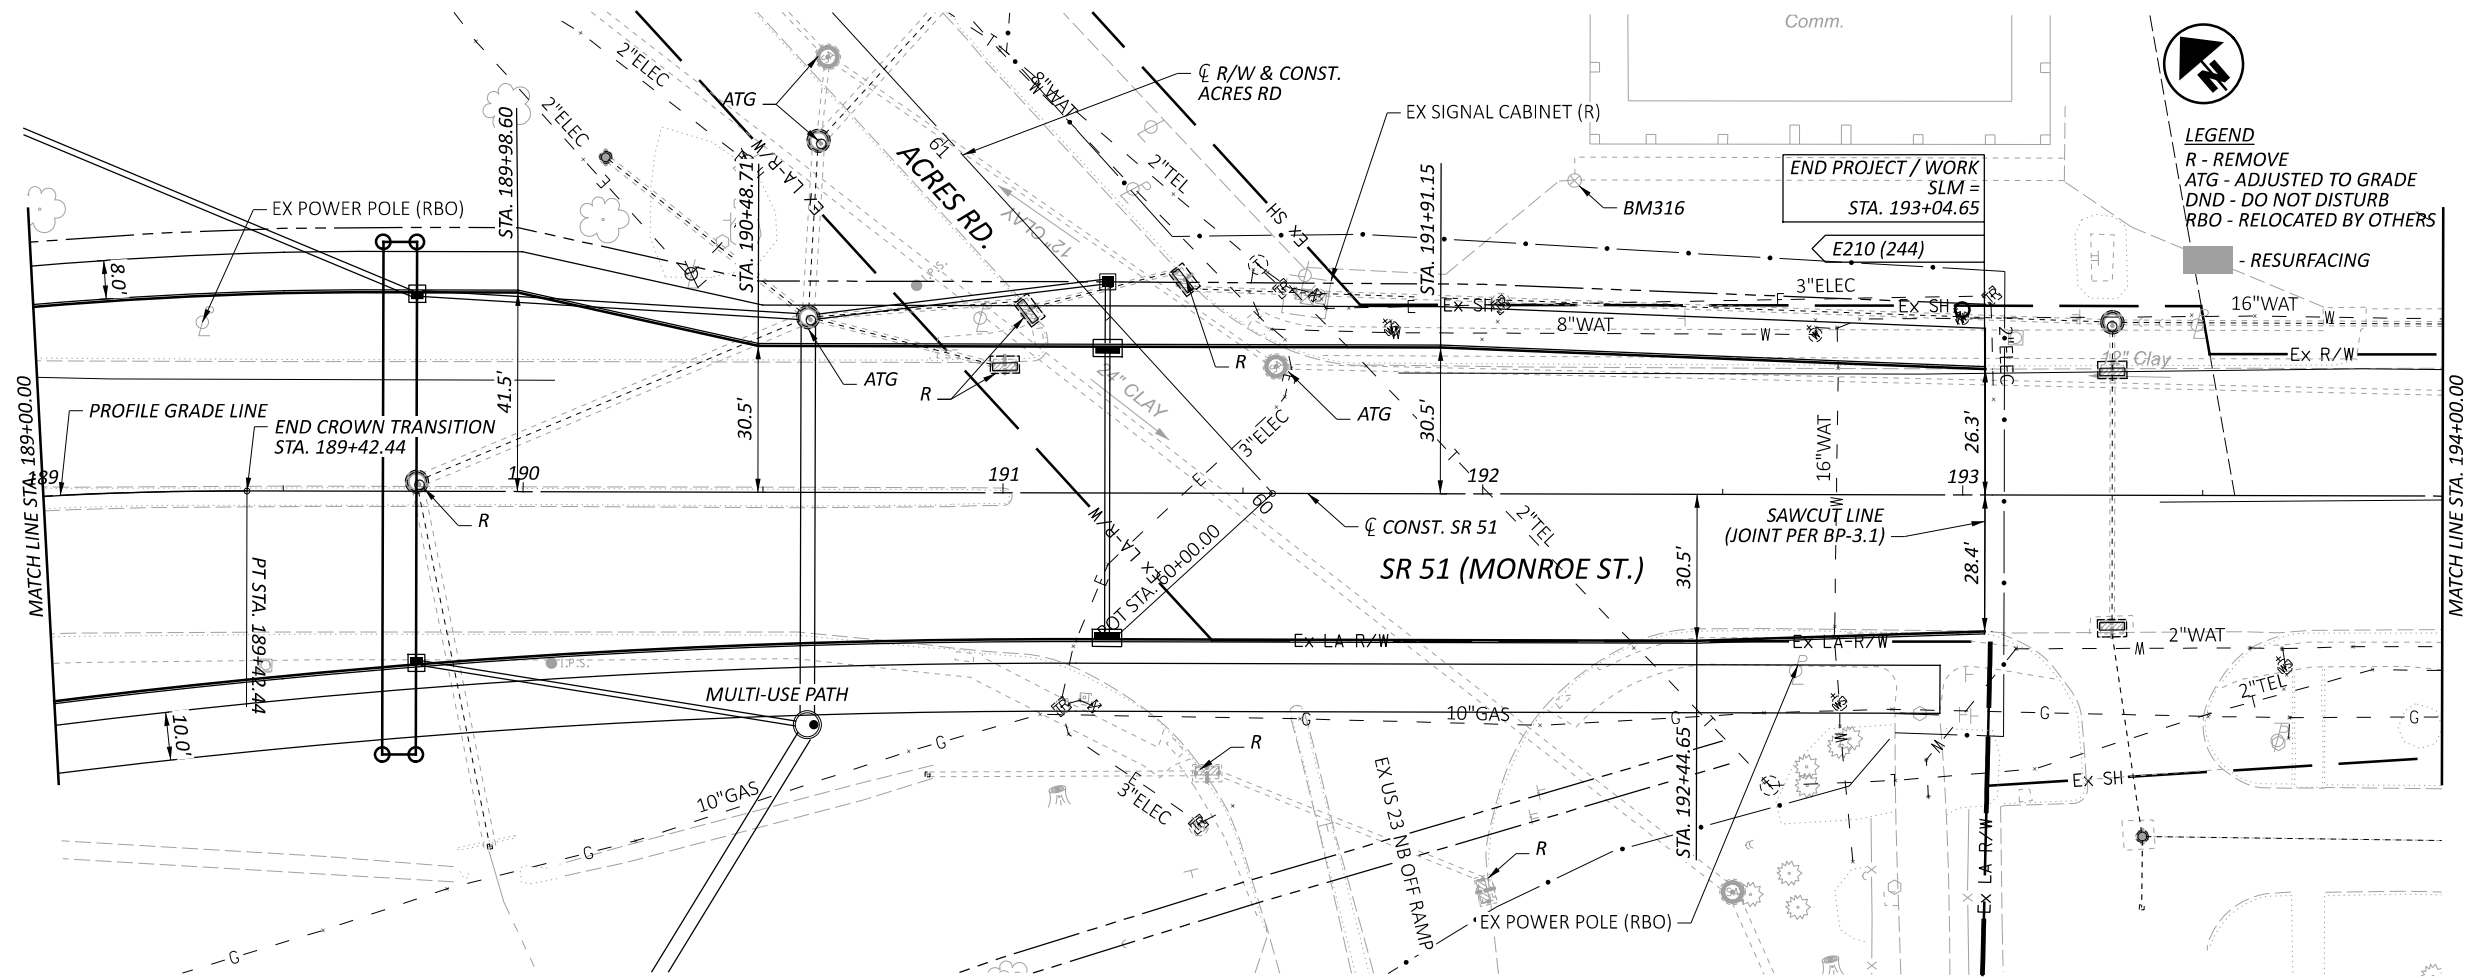 Comm.
2"ELEC
2"ELEC
ATG
8"WAT
℄ R/W & CONST.
ACRES RD
EX SIGNAL CABINET (R)
N
LEGEND
R - REMOVE
ATG - ADJUSTED TO GRADE
DND - DO NOT DISTURB
RBO - RELOCATED BY OTHERS
- RESURFACING
END PROJECT / WORK
SLM =
STA. 193+04.65
E210 (244)
BM316
EX POWER POLE (RBO)
STA. 189+98.60
STA. 190+48.71
EX LA-R/W
61
ACRES RD.
12" CLAY
2"TEL
EX SH
STA. 191+91.15
I.P.S.
3"ELEC
E
Ex SH
E
Ex SH
16"WAT
W
8"WAT
W
2"ELEC
12" Clay
Ex R/W
8.0'
41.5'
30.5'
ATG
R
R
24" CLAY
ATG
30.5'
26.3'
16"WAT
3"ELEC
PROFILE GRADE LINE
END CROWN TRANSITION
STA. 189+42.44
MATCH LINE STA. 189+00.00
MATCH LINE STA. 194+00.00
189
190
191
192
193
R
60
℄ CONST. SR 51
2"TEL
SAWCUT LINE
(JOINT PER BP-3.1)
SR 51 (MONROE ST.)
30.5'
28.4'
PT STA. 189+42.44
Ex LA-R/W
POT STA. 60+00.00
Ex LA R/W
Ex LA-R/W
2"WAT
W
I.P.S.
MULTI-USE PATH
10.0'
10"GAS
G
G
G
G
2"TEL
T
R
STA. 192+44.65
10"GAS
3"ELEC
E
G
G
EX US 23 NB OFF RAMP
R
EX POWER POLE (RBO)
Ex SH
Ex LA R/W
G